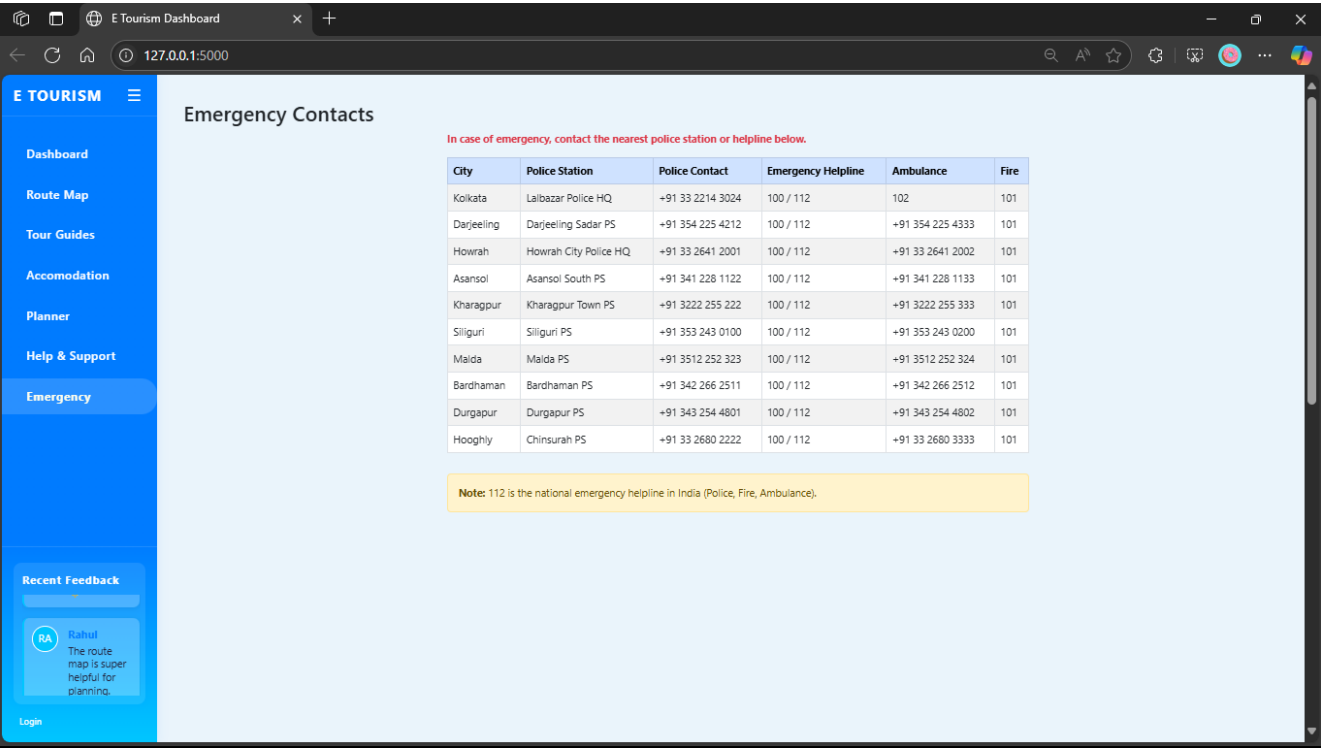 E Tourism Dashboard
127.0.0.1:5000
E TOURISM
Dashboard
Route Map
Tour Guides
Accomodation
Planner
Help & Support
Emergency
Recent Feedback
RA
Rahul
The route
map is super
helpful for
planning.
Login
Emergency Contacts
In case of emergency, contact the nearest police station or helpline below.
City Police Station Police Contact Emergency Helpline Ambulance Fire
Kolkata Lalbazar Police HQ +91 33 2214 3024 100 / 112 102 101
Darjeeling Darjeeling Sadar PS +91 354 225 4212 100 / 112 +91 354 225 4333 101
Howrah Howrah City Police HQ +91 33 2641 2001 100 / 112 +91 33 2641 2002 101
Asansol Asansol South PS +91 341 228 1122 100 / 112 +91 341 228 1133 101
Kharagpur Kharagpur Town PS +91 3222 255 222 100 / 112 +91 3222 255 333 101
Siliguri Siliguri PS +91 353 243 0100 100 / 112 +91 353 243 0200 101
Malda Malda PS +91 3512 252 323 100 / 112 +91 3512 252 324 101
Bardhaman Bardhaman PS +91 342 266 2511 100 / 112 +91 342 266 2512 101
Durgapur Durgapur PS +91 343 254 4801 100 / 112 +91 343 254 4802 101
Hooghly Chinsurah PS +91 33 2680 2222 100 / 112 +91 33 2680 3333 101
Note: 112 is the national emergency helpline in India (Police, Fire, Ambulance).